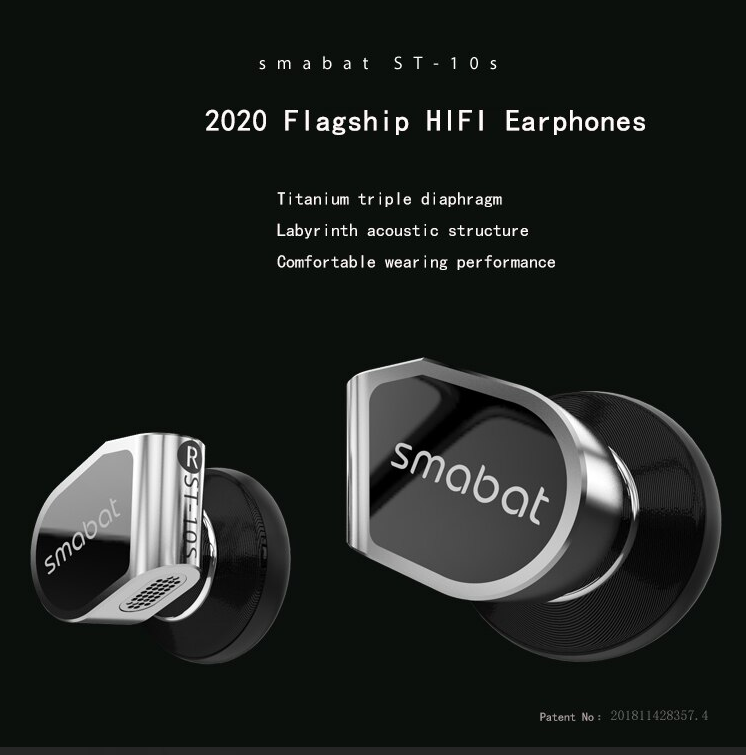 smabat ST-10s
2020 Flagship HIFI Earphones
Titanium triple diaphragm
Labyrinth acoustic structure
Comfortable wearing performance
smabat
R
ST-10S
smabat
Patent No: 201811428357.4